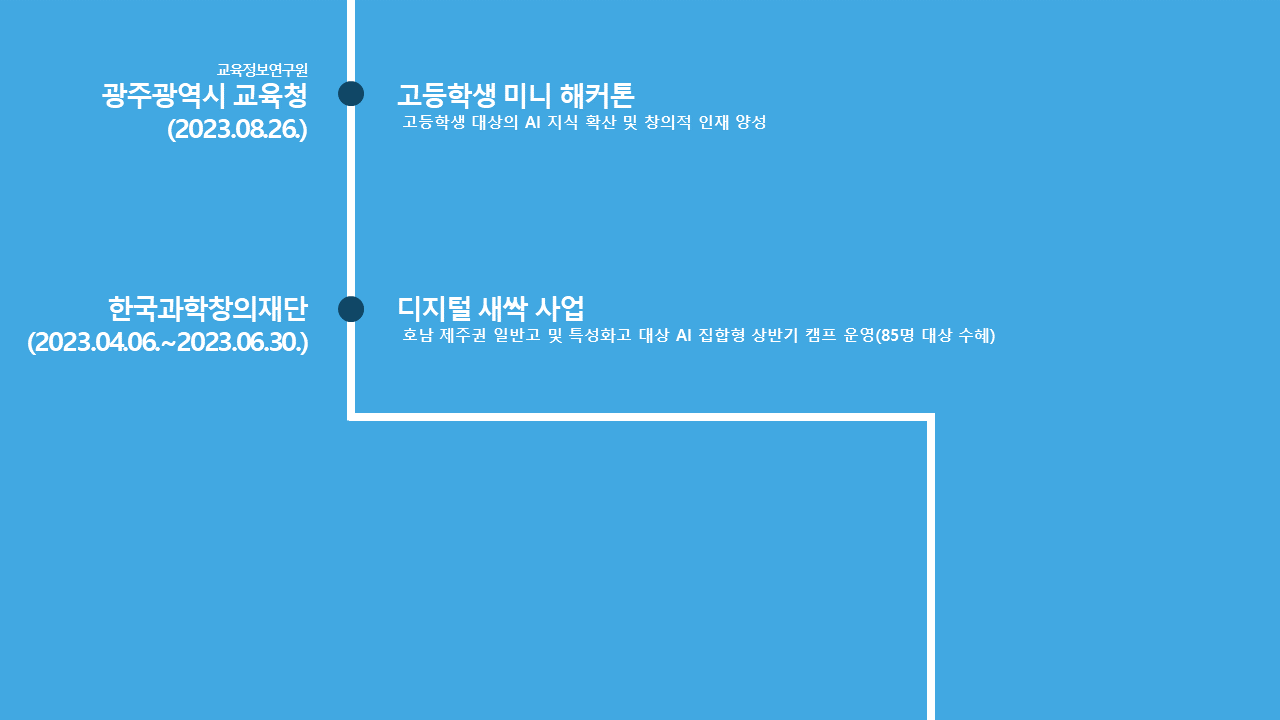 교육정보연구원
광주광역시 교육청
(2023.08.26.)
고등학생 미니 해커톤
고등학생 대상의 AI 지식 확산 및 창의적 인재 양성
한국과학창의재단
(2023.04.06.~2023.06.30.)
디지털 새싹 사업
호남 제주권 일반고 및 특성화고 대상 AI 집합형 상반기 캠프 운영(85명 대상 수혜)